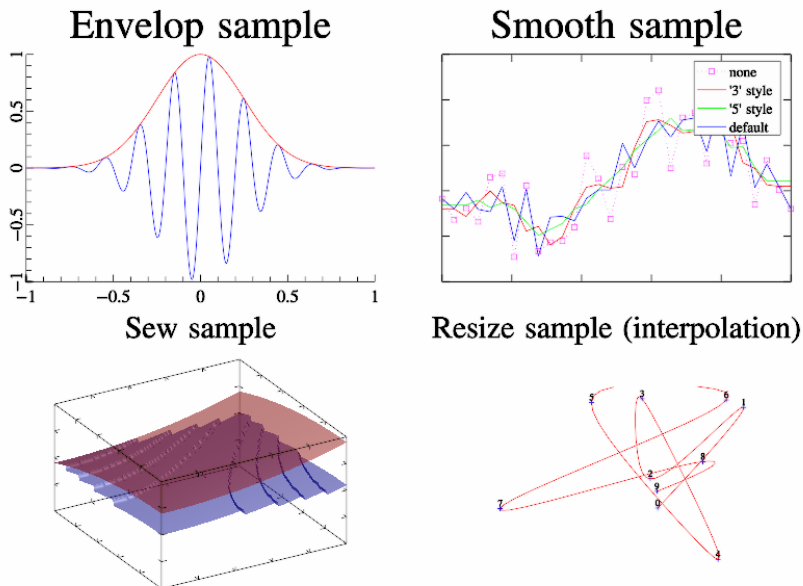 Envelop sample
Smooth sample
1
0.5
0
−0.5
−1
−1
−0.5
0
0.5
1
none
'3' style
'5' style
default
Sew sample
Resize sample (interpolation)
5
3
6
1
8
2
9
0
7
4